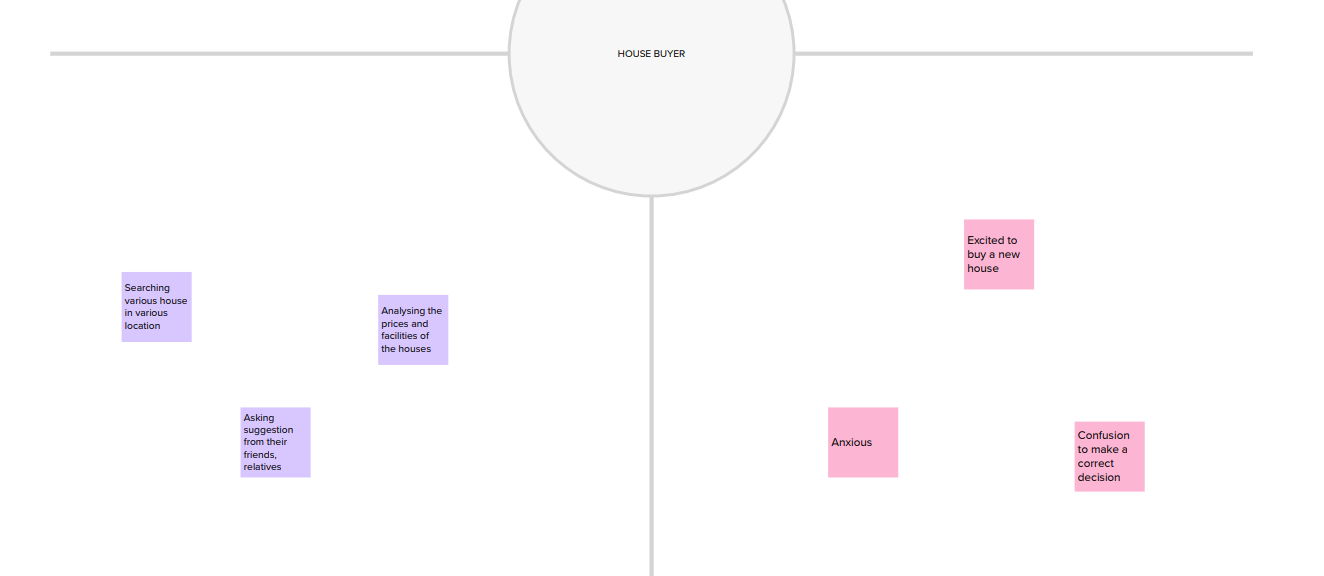 HOUSE BUYER
Searching
various house
in various
location
Analysing the
prices and
facilities of
the houses
Asking
suggestion
from their
friends,
relatives
Excited to
buy a new
house
Anxious
Confusion
to make a
correct
decision